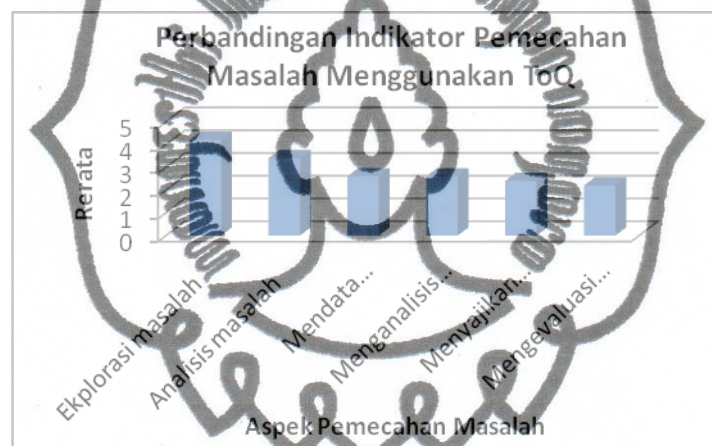 Perbandingan Indikator Pemecahan
Masalah Menggunakan ToQ
Rerata
5
4
3
2
1
0
Ekplorasi masalah
Analisis masalah
Mendata...
Menganalisis...
Menyajikan...
Mengevaluasi...
Aspek Pemecahan Masalah